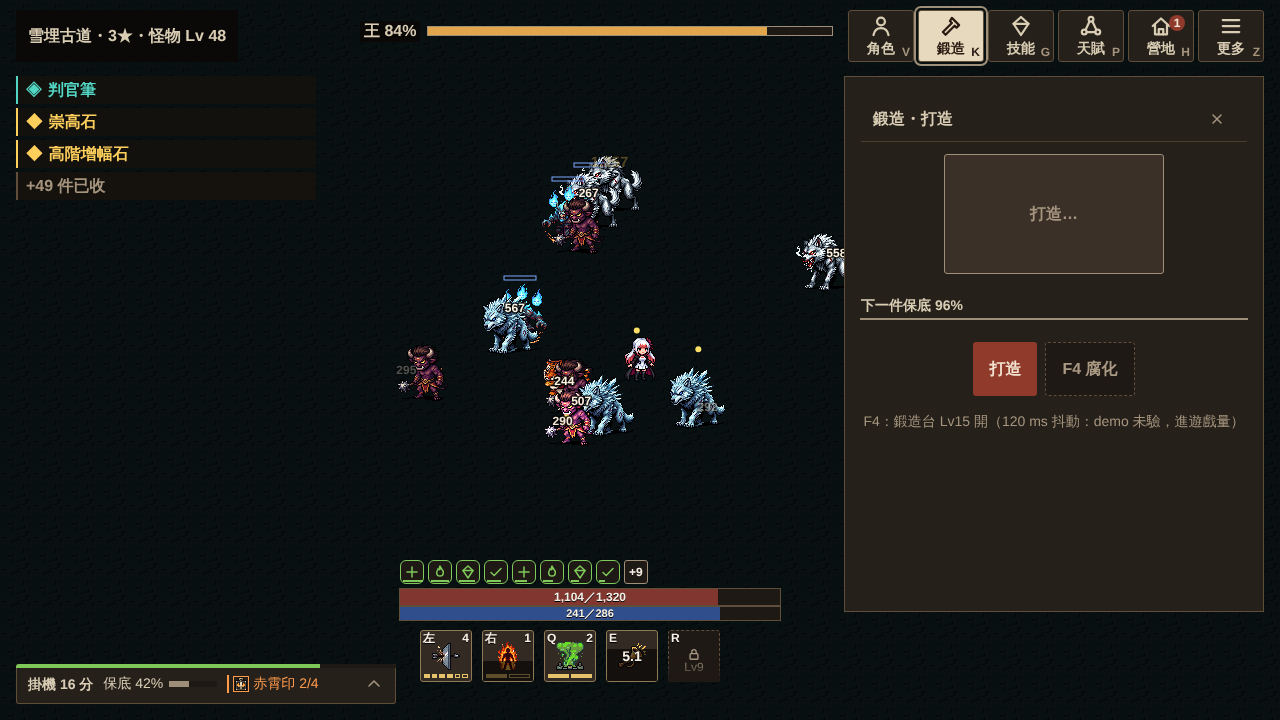 雪埋古道・3★・怪物 Lv 48
王 84%
角色 V
鍛造 K
技能 G
天賦 P
營地 H
1
更多 Z
◈ 判官筆
◆ 崇高石
◆ 高階增幅石
+49 件已收
鍛造・打造
×
打造…
下一件保底 96%
打造
F4 腐化
F4：鍛造台 Lv15 開（120 ms 抖動：demo 未驗，進遊戲量）
267
558
567
295
244
507
290
+9
1,104／1,320
241／286
左 4
右 1
Q 2
E
5.1
R
Lv9
掛機 16 分
保底 42%
赤霄印 2/4